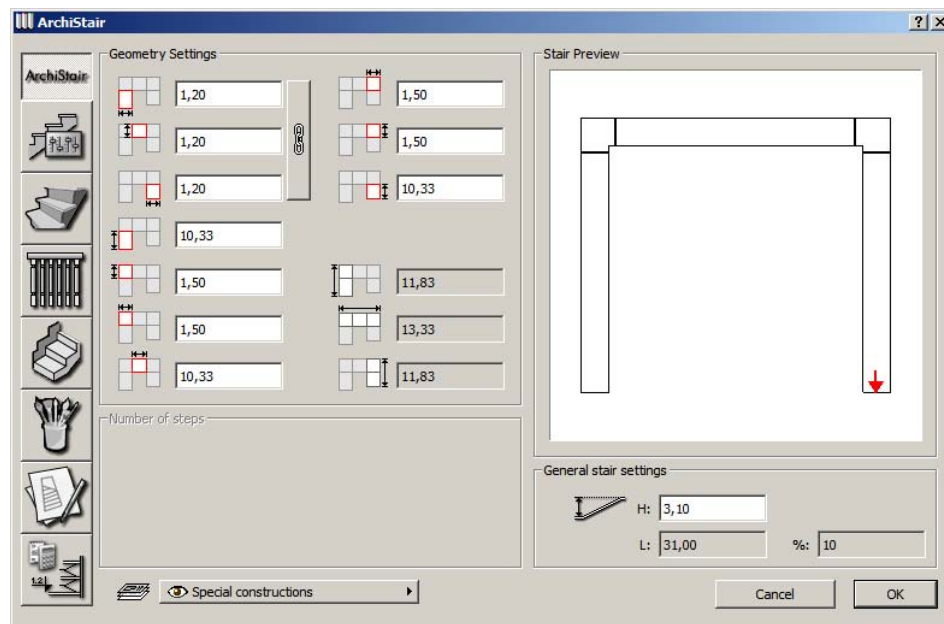 ArchiStair
ArchiStair
Geometry Settings
1,20
1,50
1,20
1,50
1,20
10,33
10,33
1,50
11,83
1,50
13,33
10,33
11,83
Number of steps
Stair Preview
General stair settings
H: 3,10
L: 31,00 %: 10
1.2
Special constructions
Cancel
OK